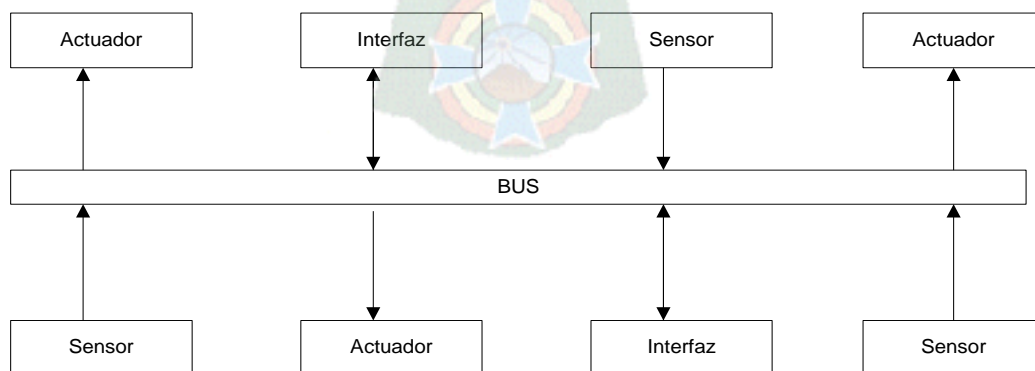 Actuador
Interfaz
Sensor
Actuador
BUS
Sensor
Actuador
Interfaz
Sensor